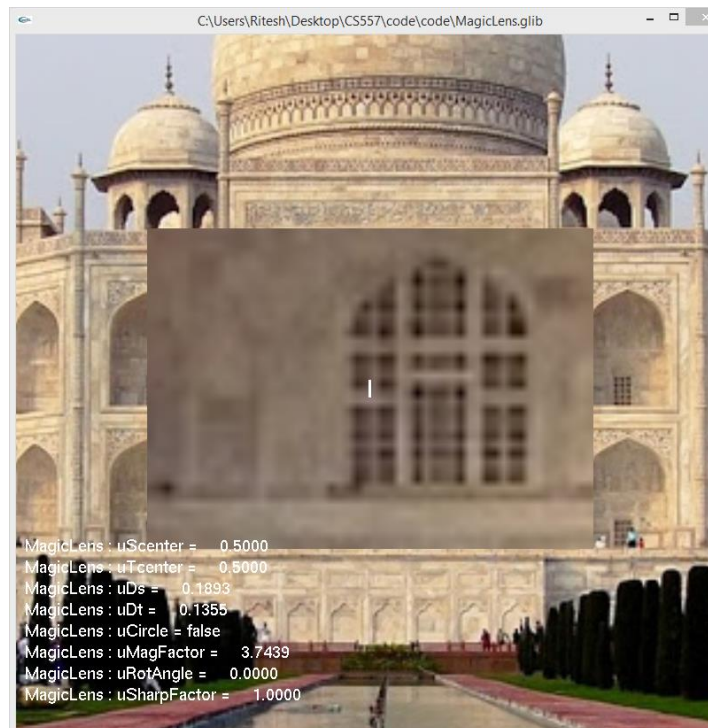 C:\Users\Ritesh\Desktop\CS557\code\code\MagicLens.glib
MagicLens : uScenter = 0.5000
MagicLens : uTcenter = 0.5000
MagicLens : uDs = 0.1893
MagicLens : uDt = 0.1355
MagicLens : uCircle = false
MagicLens : uMagFactor = 3.7439
MagicLens : uRotAngle = 0.0000
MagicLens : uSharpFactor = 1.0000